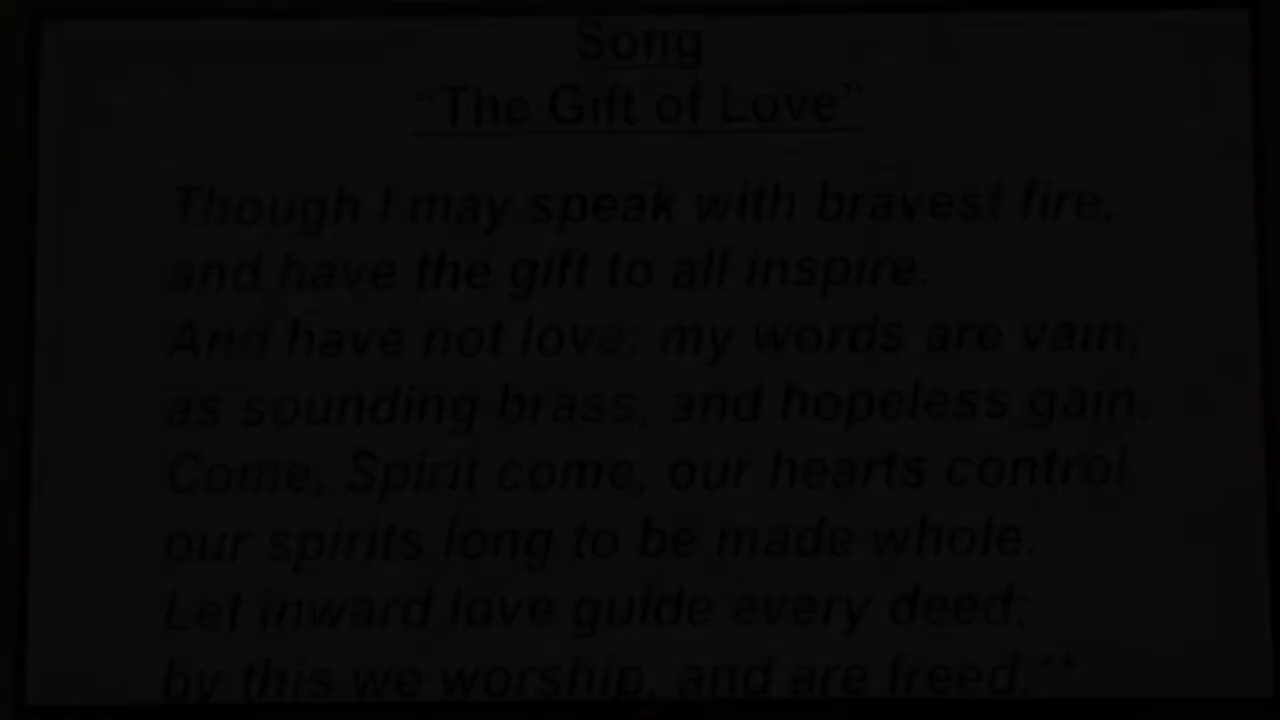 Song
"The Gift of Love"
Though I may speak with bravest fire,
and have the gift to all inspire.
And have not love; my words are vain;
as sounding brass, and hopeless gain.
Come, Spirit come, our hearts control,
our spirits long to be made whole.
Let inward love guide every deed;
by this we worship, and are freed.**